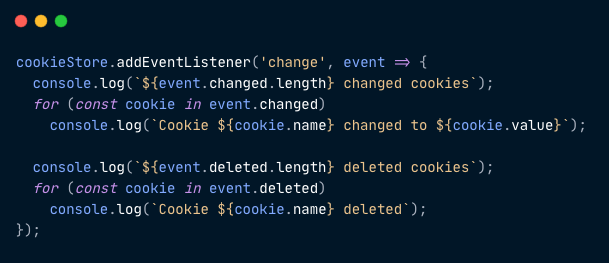 cookieStore.addEventListener('change', event => {
  console.log(`${event.changed.length} changed cookies`);
  for (const cookie in event.changed)
    console.log(`Cookie ${cookie.name} changed to ${cookie.value}`);

  console.log(`${event.deleted.length} deleted cookies`);
  for (const cookie in event.deleted)
    console.log(`Cookie ${cookie.name} deleted`);
});